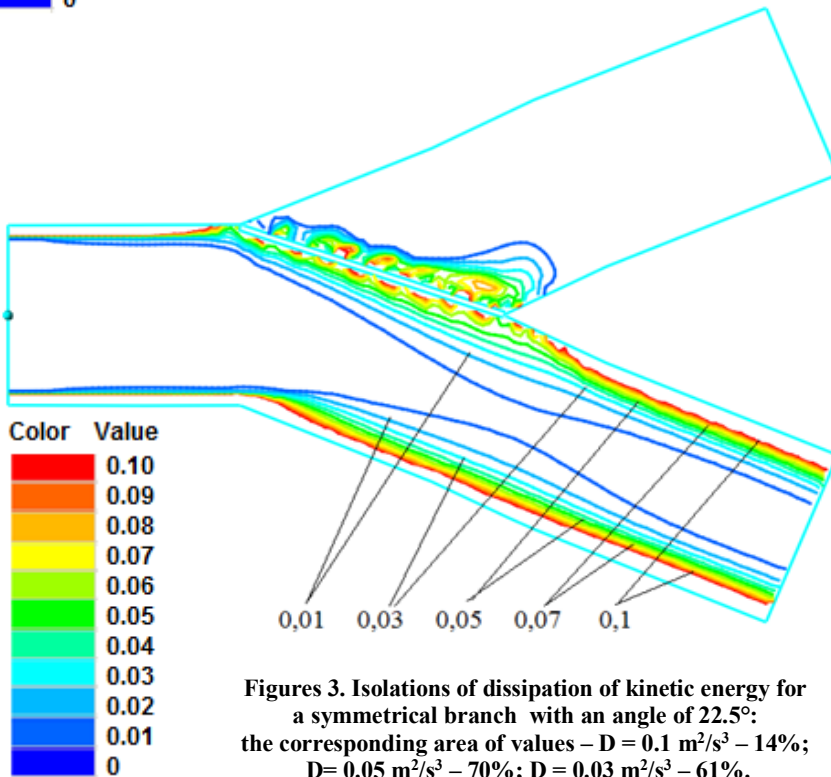 0
Color Value
0.10
0.09
0.08
0.07
0.06
0.05
0.04
0.03
0.02
0.01
0
0,01 0,03 0,05 0,07 0,1
Figures 3. Isolations of dissipation of kinetic energy for
a symmetrical branch with an angle of 22.5°:
the corresponding area of values – D = 0.1 m²/s³ – 14%;
D= 0.05 m²/s³ – 70%; D = 0.03 m²/s³ – 61%.